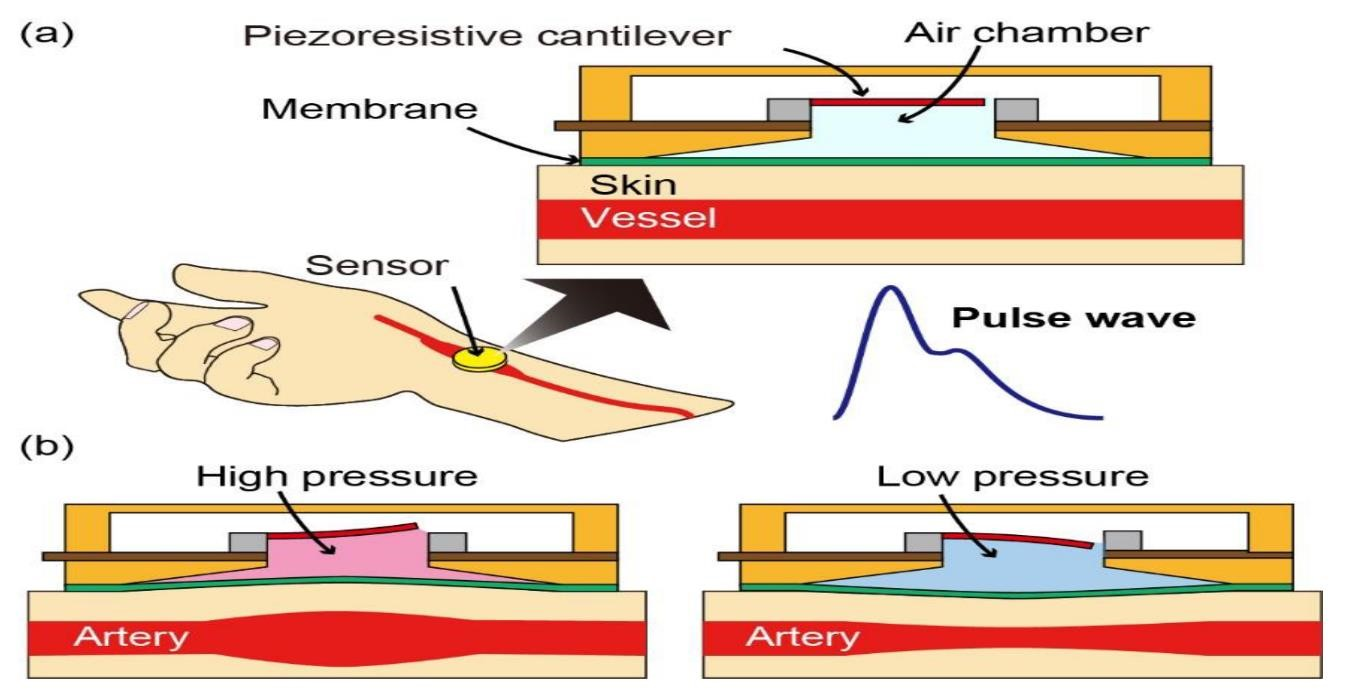 (a)
Piezoresistive cantilever
Air chamber
Membrane
Skin
Vessel
Sensor
Pulse wave
(b)
High pressure
Low pressure
Artery
Artery